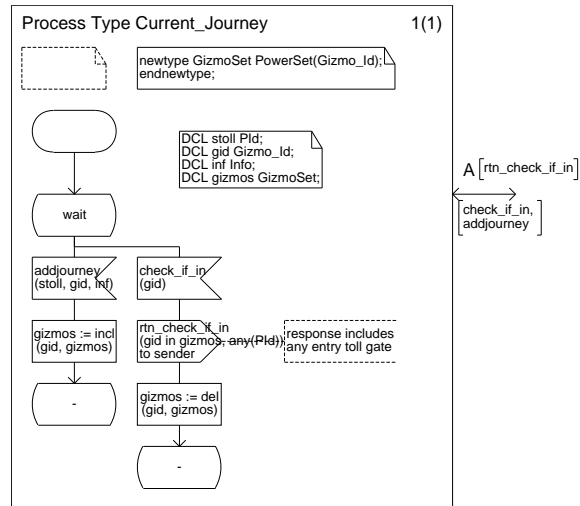 Process Type Current_Journey 1(1)
newtype GizmoSet PowerSet(Gizmo_Id);
endnewtype;
DCL stoll PId;
DCL gid Gizmo_Id;
DCL inf Info;
DCL gizmos GizmoSet;
A [rtn_check_if_in]
[check_if_in,
addjourney]
wait
addjourney
(stoll, gid, inf)
check_if_in
(gid)
gizmos := incl
(gid, gizmos)
rtn_check_if_in
(gid in gizmos, any(PId))
to sender
response includes
any entry toll gate
-
gizmos := del
(gid, gizmos)
-